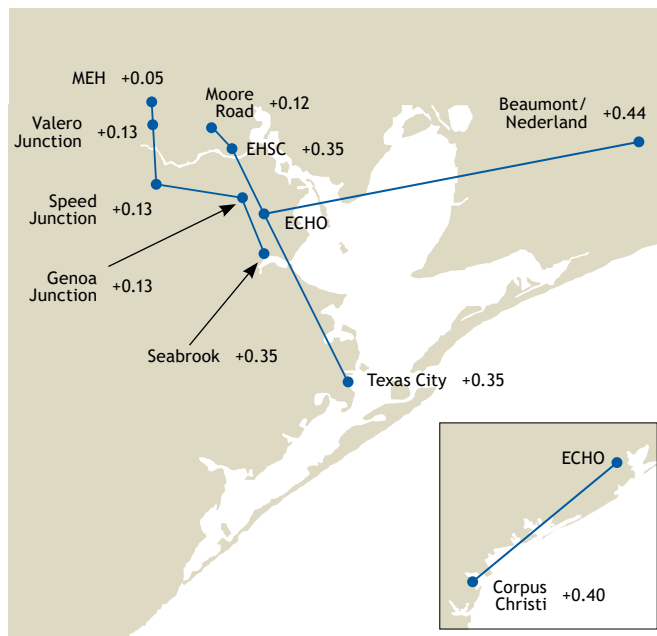 MEH +0.05
Moore
Road +0.12
Beaumont/
Nederland +0.44
Valero
Junction +0.13
EHSC +0.35
Speed
Junction +0.13
ECHO
Genoa
Junction +0.13
Seabrook +0.35
Texas City +0.35
ECHO
Corpus
Christi +0.40